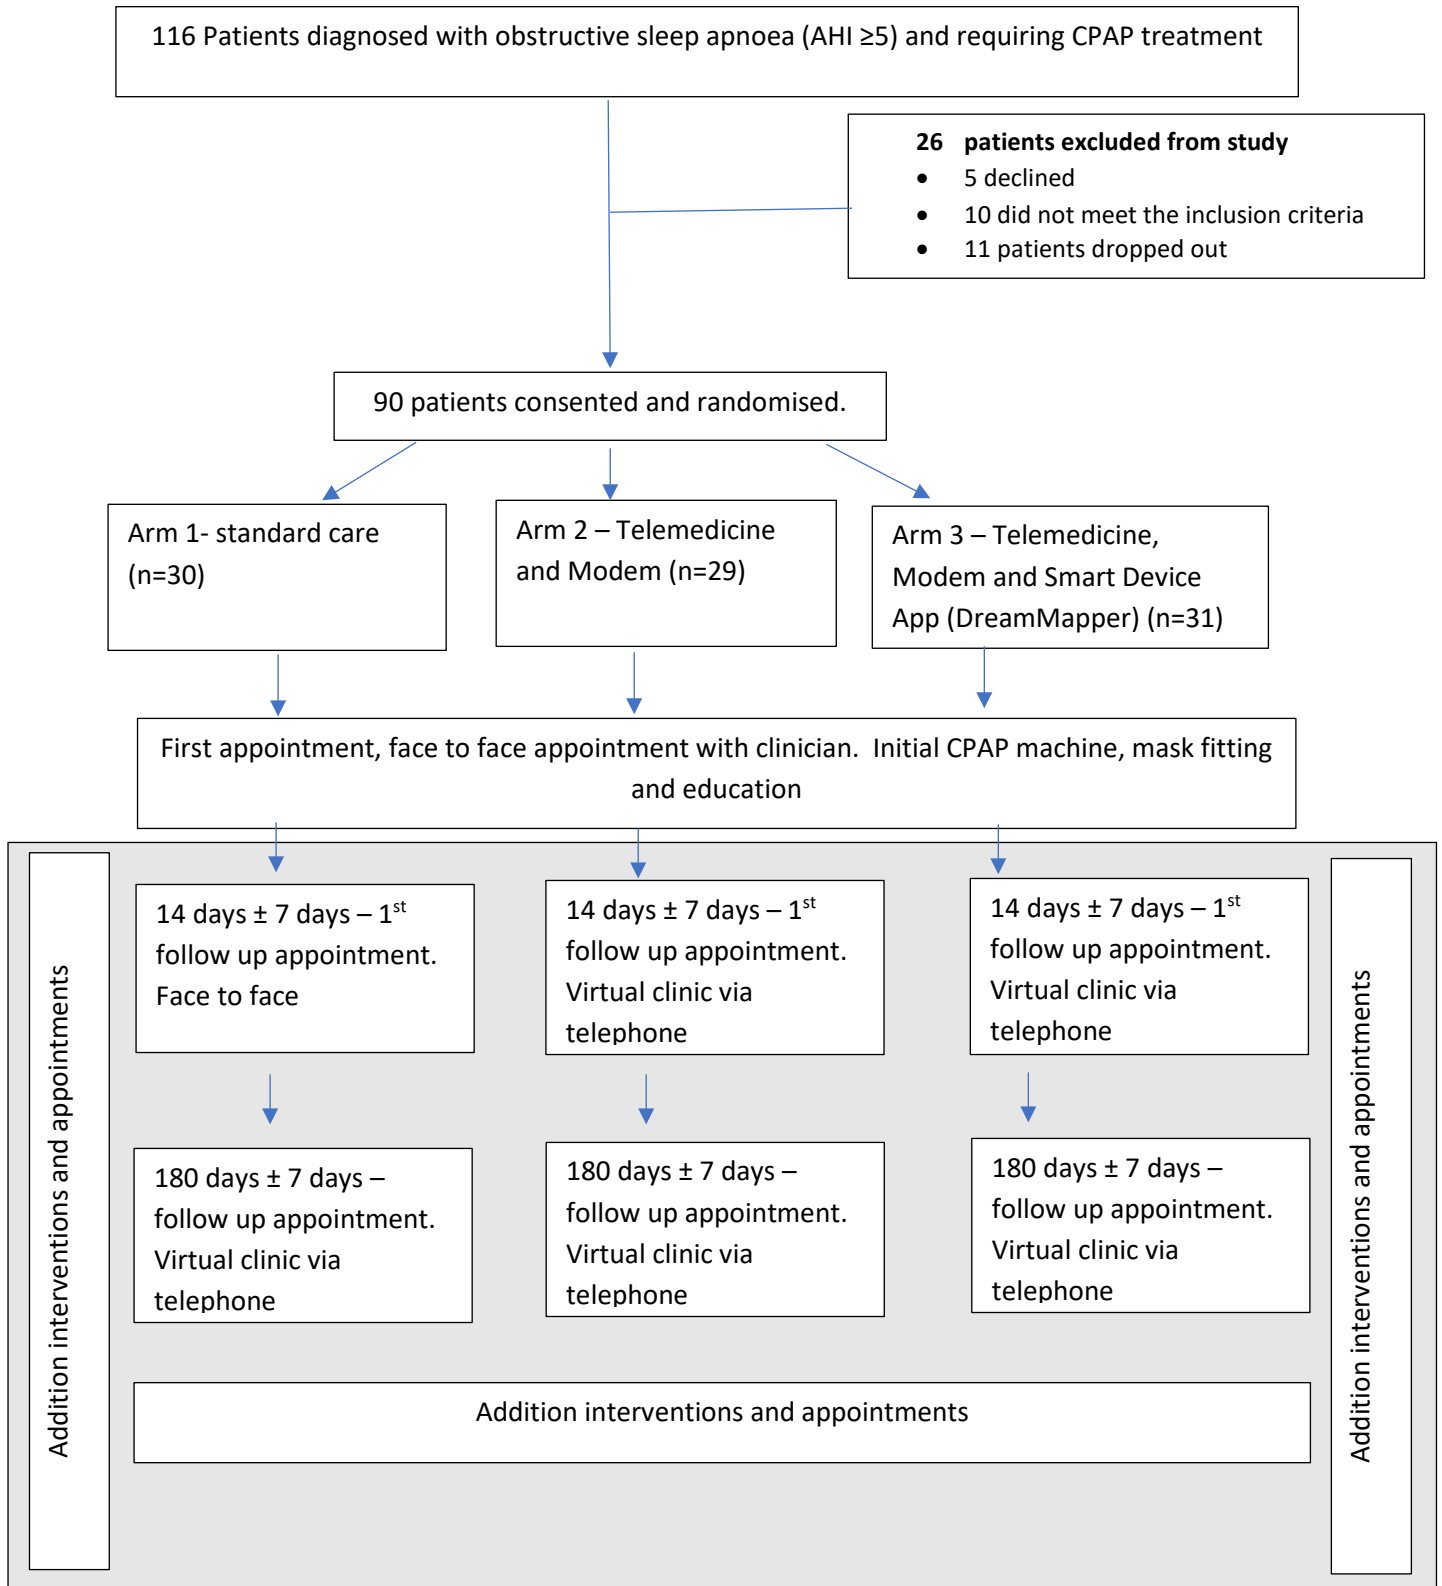 116 Patients diagnosed with obstructive sleep apnoea (AHI ≥5) and requiring CPAP treatment
26 patients excluded from study
• 5 declined
• 10 did not meet the inclusion criteria
• 11 patients dropped out
90 patients consented and randomised.
Arm 1- standard care
(n=30)
Arm 2 – Telemedicine
and Modem (n=29)
Arm 3 – Telemedicine,
Modem and Smart Device
App (DreamMapper) (n=31)
First appointment, face to face appointment with clinician. Initial CPAP machine, mask fitting
and education
Addition interventions and appointments
14 days ± 7 days – 1st
follow up appointment.
Face to face
14 days ± 7 days – 1st
follow up appointment.
Virtual clinic via
telephone
14 days ± 7 days – 1st
follow up appointment.
Virtual clinic via
telephone
Addition interventions and appointments
180 days ± 7 days –
follow up appointment.
Virtual clinic via
telephone
180 days ± 7 days –
follow up appointment.
Virtual clinic via
telephone
180 days ± 7 days –
follow up appointment.
Virtual clinic via
telephone
Addition interventions and appointments